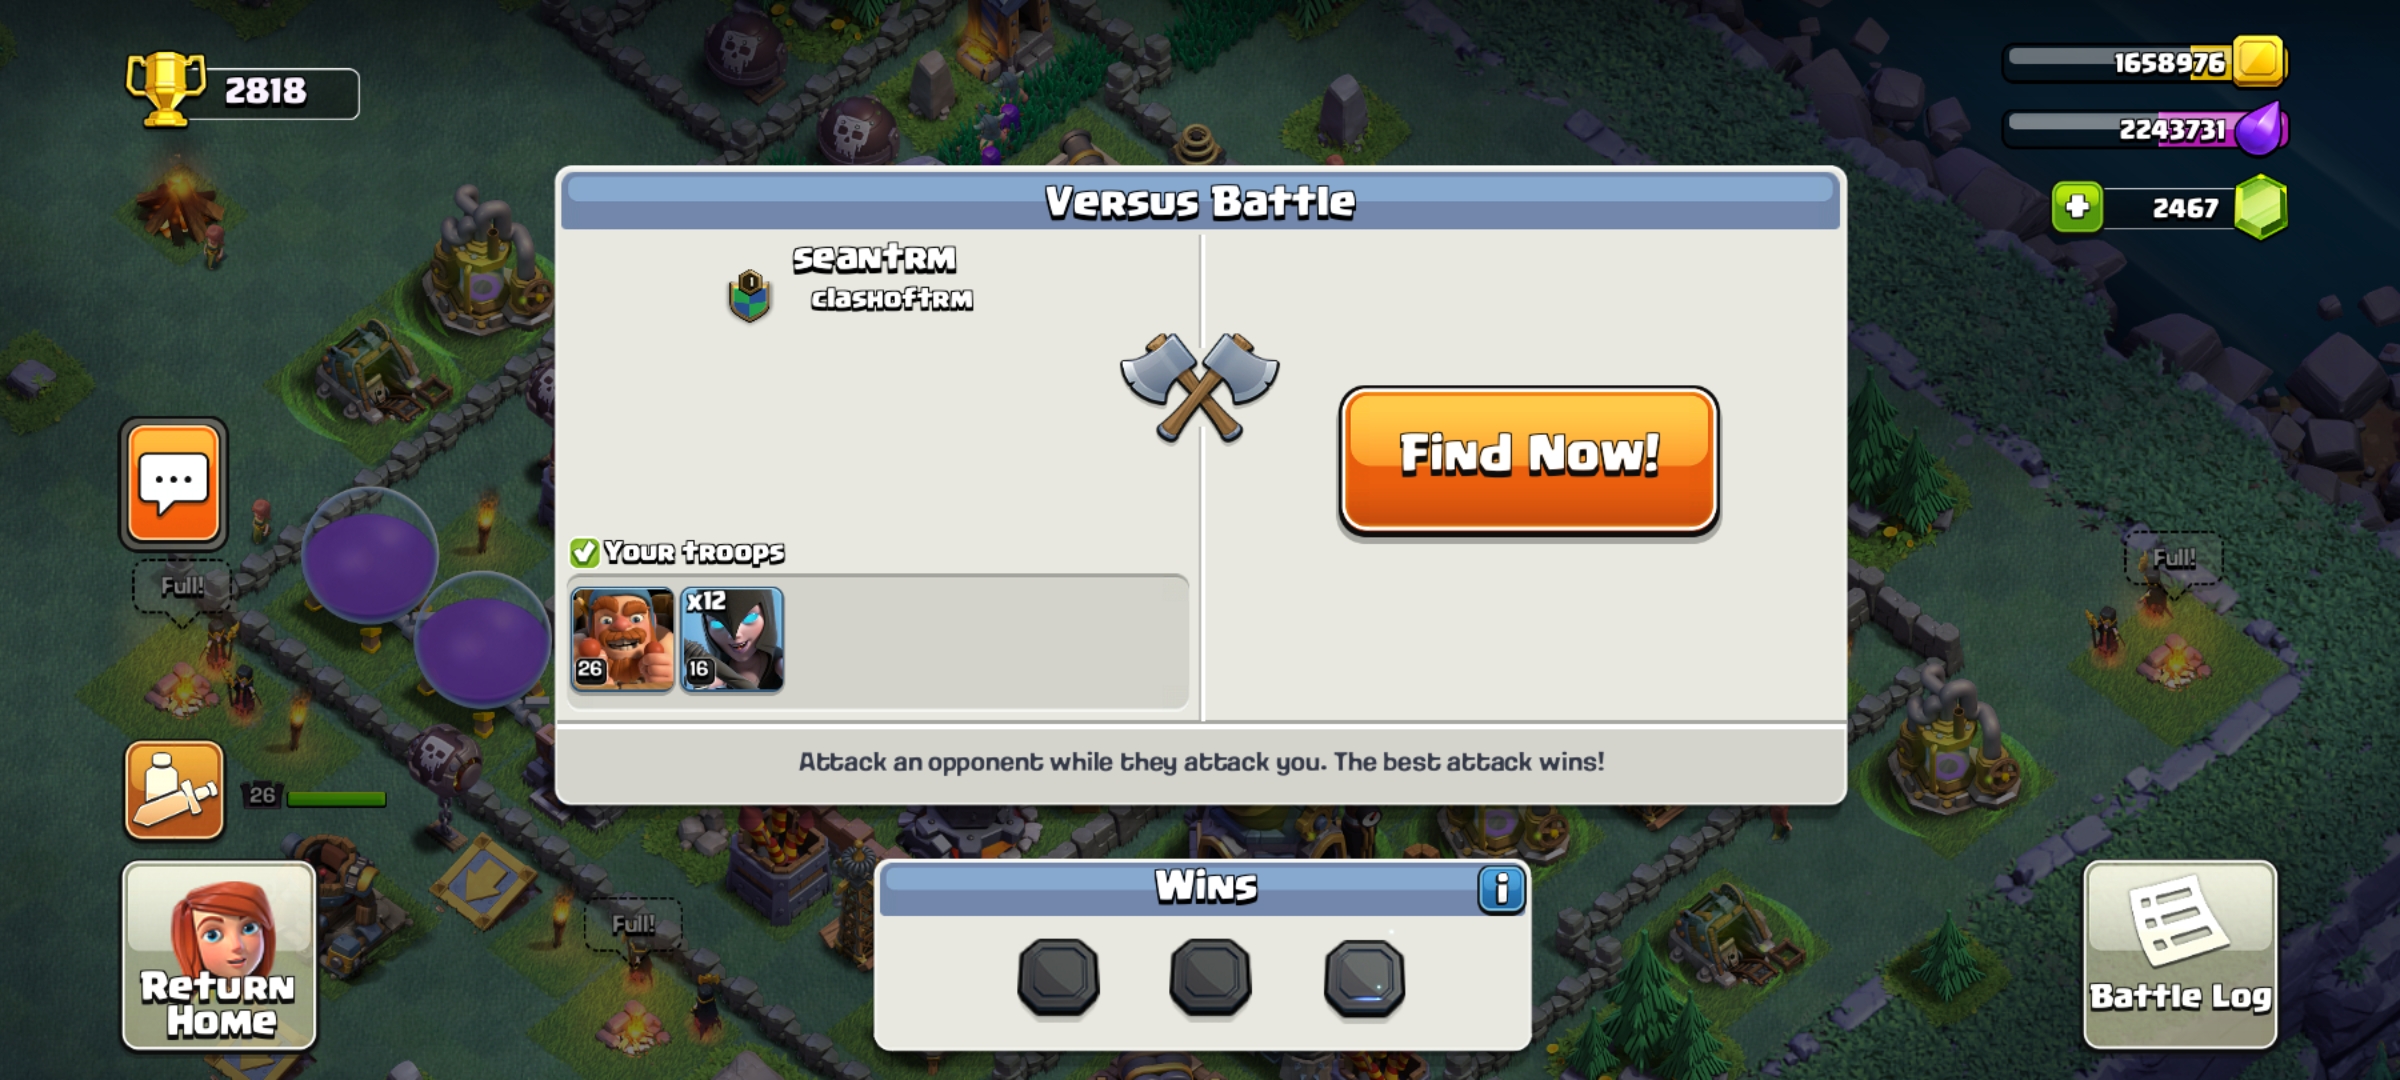 2818
1658976
2243731
2467
Versus Battle
seantrm
1
clashoftrm
Find Now!
Your troops
26
x12
16
Attack an opponent while they attack you. The best attack wins!
Full!
Full!
Full!
26
Return
Home
Wins
i
Battle Log